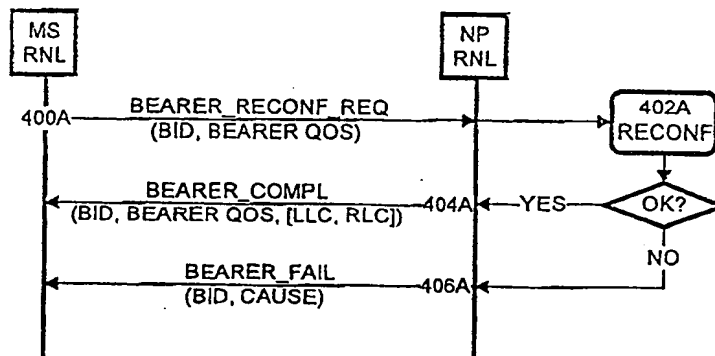 MS
RNL
NP
RNL
400A
BEARER_RECONF_REQ
(BID, BEARER QOS)
402A
RECONF
BEARER_COMPL
(BID, BEARER QOS, [LLC, RLC])
404A
YES
OK?
NO
BEARER_FAIL
(BID, CAUSE)
406A